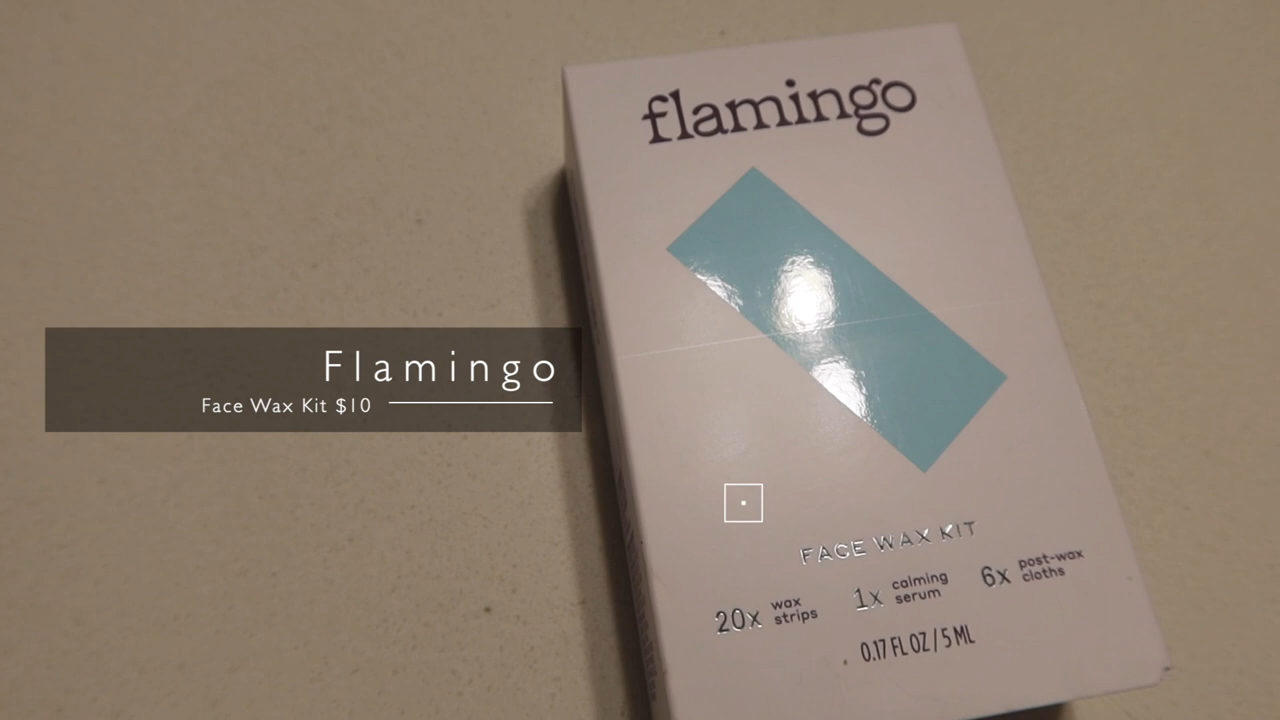 flamingo
Flamingo
Face Wax Kit $10
FACE WAX KIT
20x wax strips
1x calming serum
6x post-wax cloths
0.17 FL OZ / 5 ML